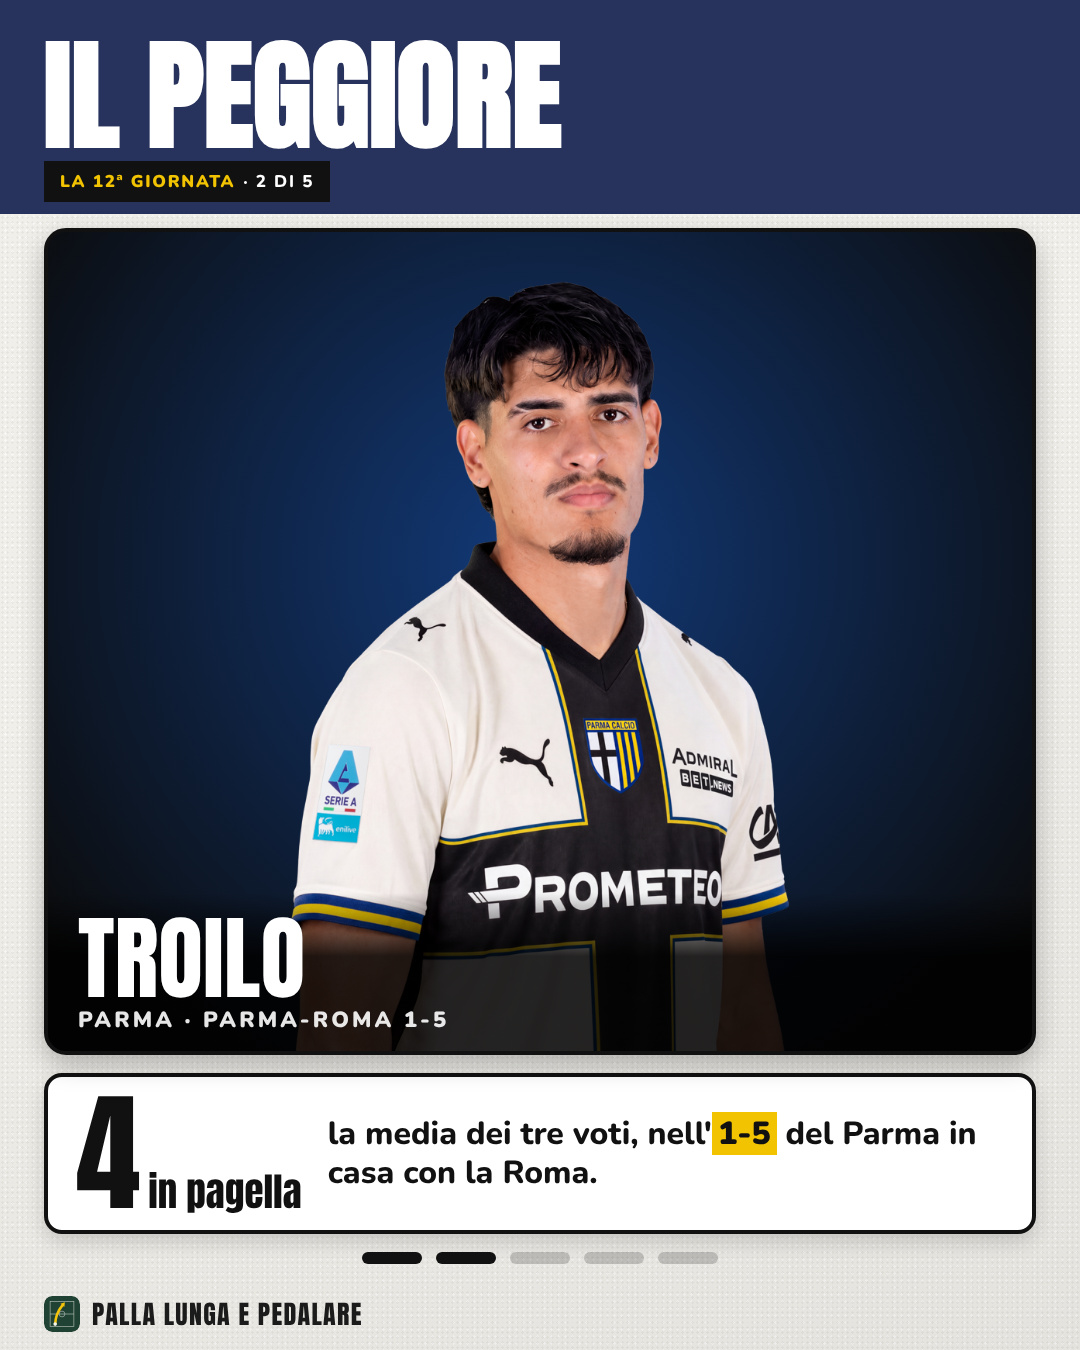 IL PEGGIORE
LA 12ª GIORNATA · 2 DI 5
PARMA CALCIO
ADMIRAL
BET.NEWS
SERIE A
enilive
PROMETEO
TROILO
PARMA · PARMA-ROMA 1-5
4 in pagella
la media dei tre voti, nell'1-5 del Parma in
casa con la Roma.
PALLA LUNGA E PEDALARE